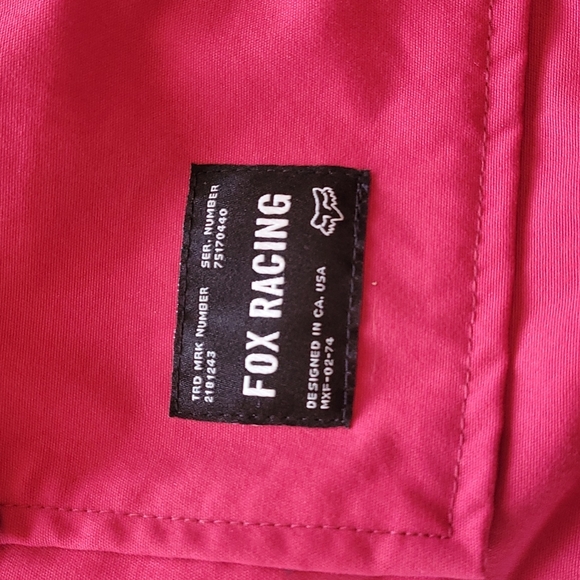 TRD MRK NUMBER SER. NUMBER
2181243 75170440
FOX RACING
DESIGNED IN CA. USA
MXF-02-74